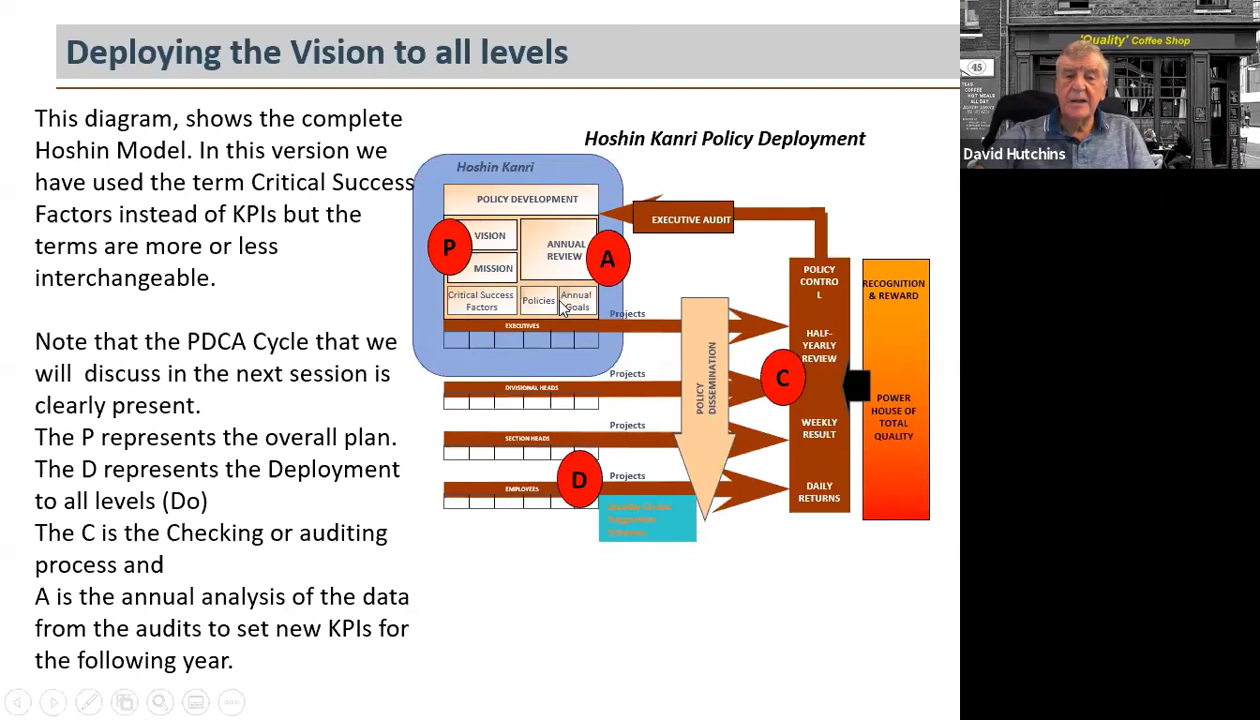 Deploying the Vision to all levels
This diagram, shows the complete
Hoshin Model. In this version we
have used the term Critical Success
Factors instead of KPIs but the
terms are more or less
interchangeable.
Note that the PDCA Cycle that we
will discuss in the next session is
clearly present.
The P represents the overall plan.
The D represents the Deployment
to all levels (Do)
The C is the Checking or auditing
process and
A is the annual analysis of the data
from the audits to set new KPIs for
the following year.
Hoshin Kanri Policy Deployment
Hoshin Kanri
POLICY DEVELOPMENT
P
VISION
MISSION
ANNUAL
REVIEW
A
Critical Success
Factors
Policies
Annual
Goals
EXECUTIVES
Projects
DIVISIONAL HEADS
Projects
SECTION HEADS
Projects
EMPLOYEES
D
Projects
POLICY DISSEMINATION
EXECUTIVE AUDIT
POLICY
CONTRO
L
HALF-
YEARLY
REVIEW
C
WEEKLY
RESULT
DAILY
RETURNS
RECOGNITION
& REWARD
POWER
HOUSE OF
TOTAL
QUALITY
'Quality' Coffee Shop
45
David Hutchins